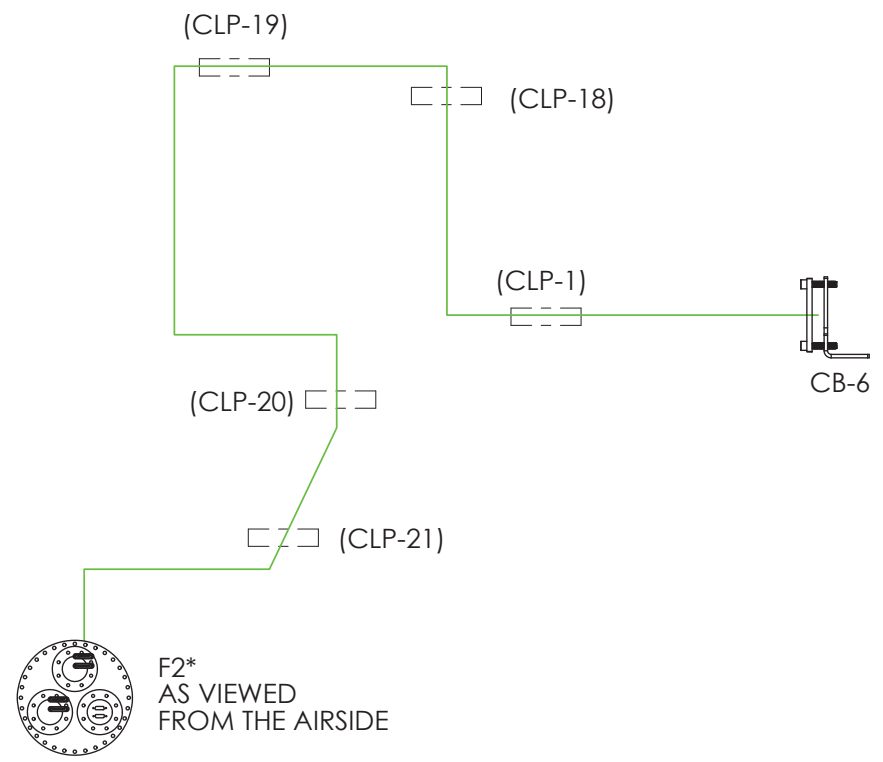 (CLP-19)
(CLP-18)
(CLP-1)
CB-6
(CLP-20)
(CLP-21)
F2*
AS VIEWED
FROM THE AIRSIDE